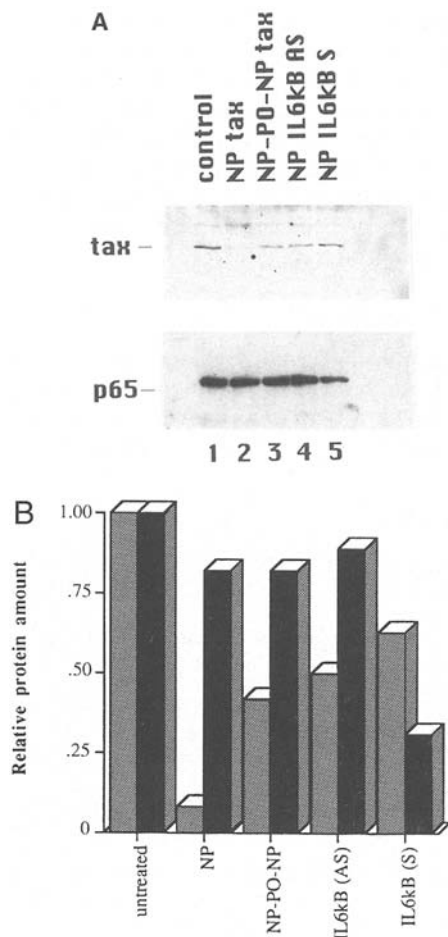 A
control
NP tax
NP-PO-NP tax
NP IL6kB AS
NP IL6kB S
tax
p65
1 2 3 4 5
B
Relative protein amount
1.00
.75
.50
.25
0
untreated
NP
NP-PO-NP
IL6kB (AS)
IL6kB (S)